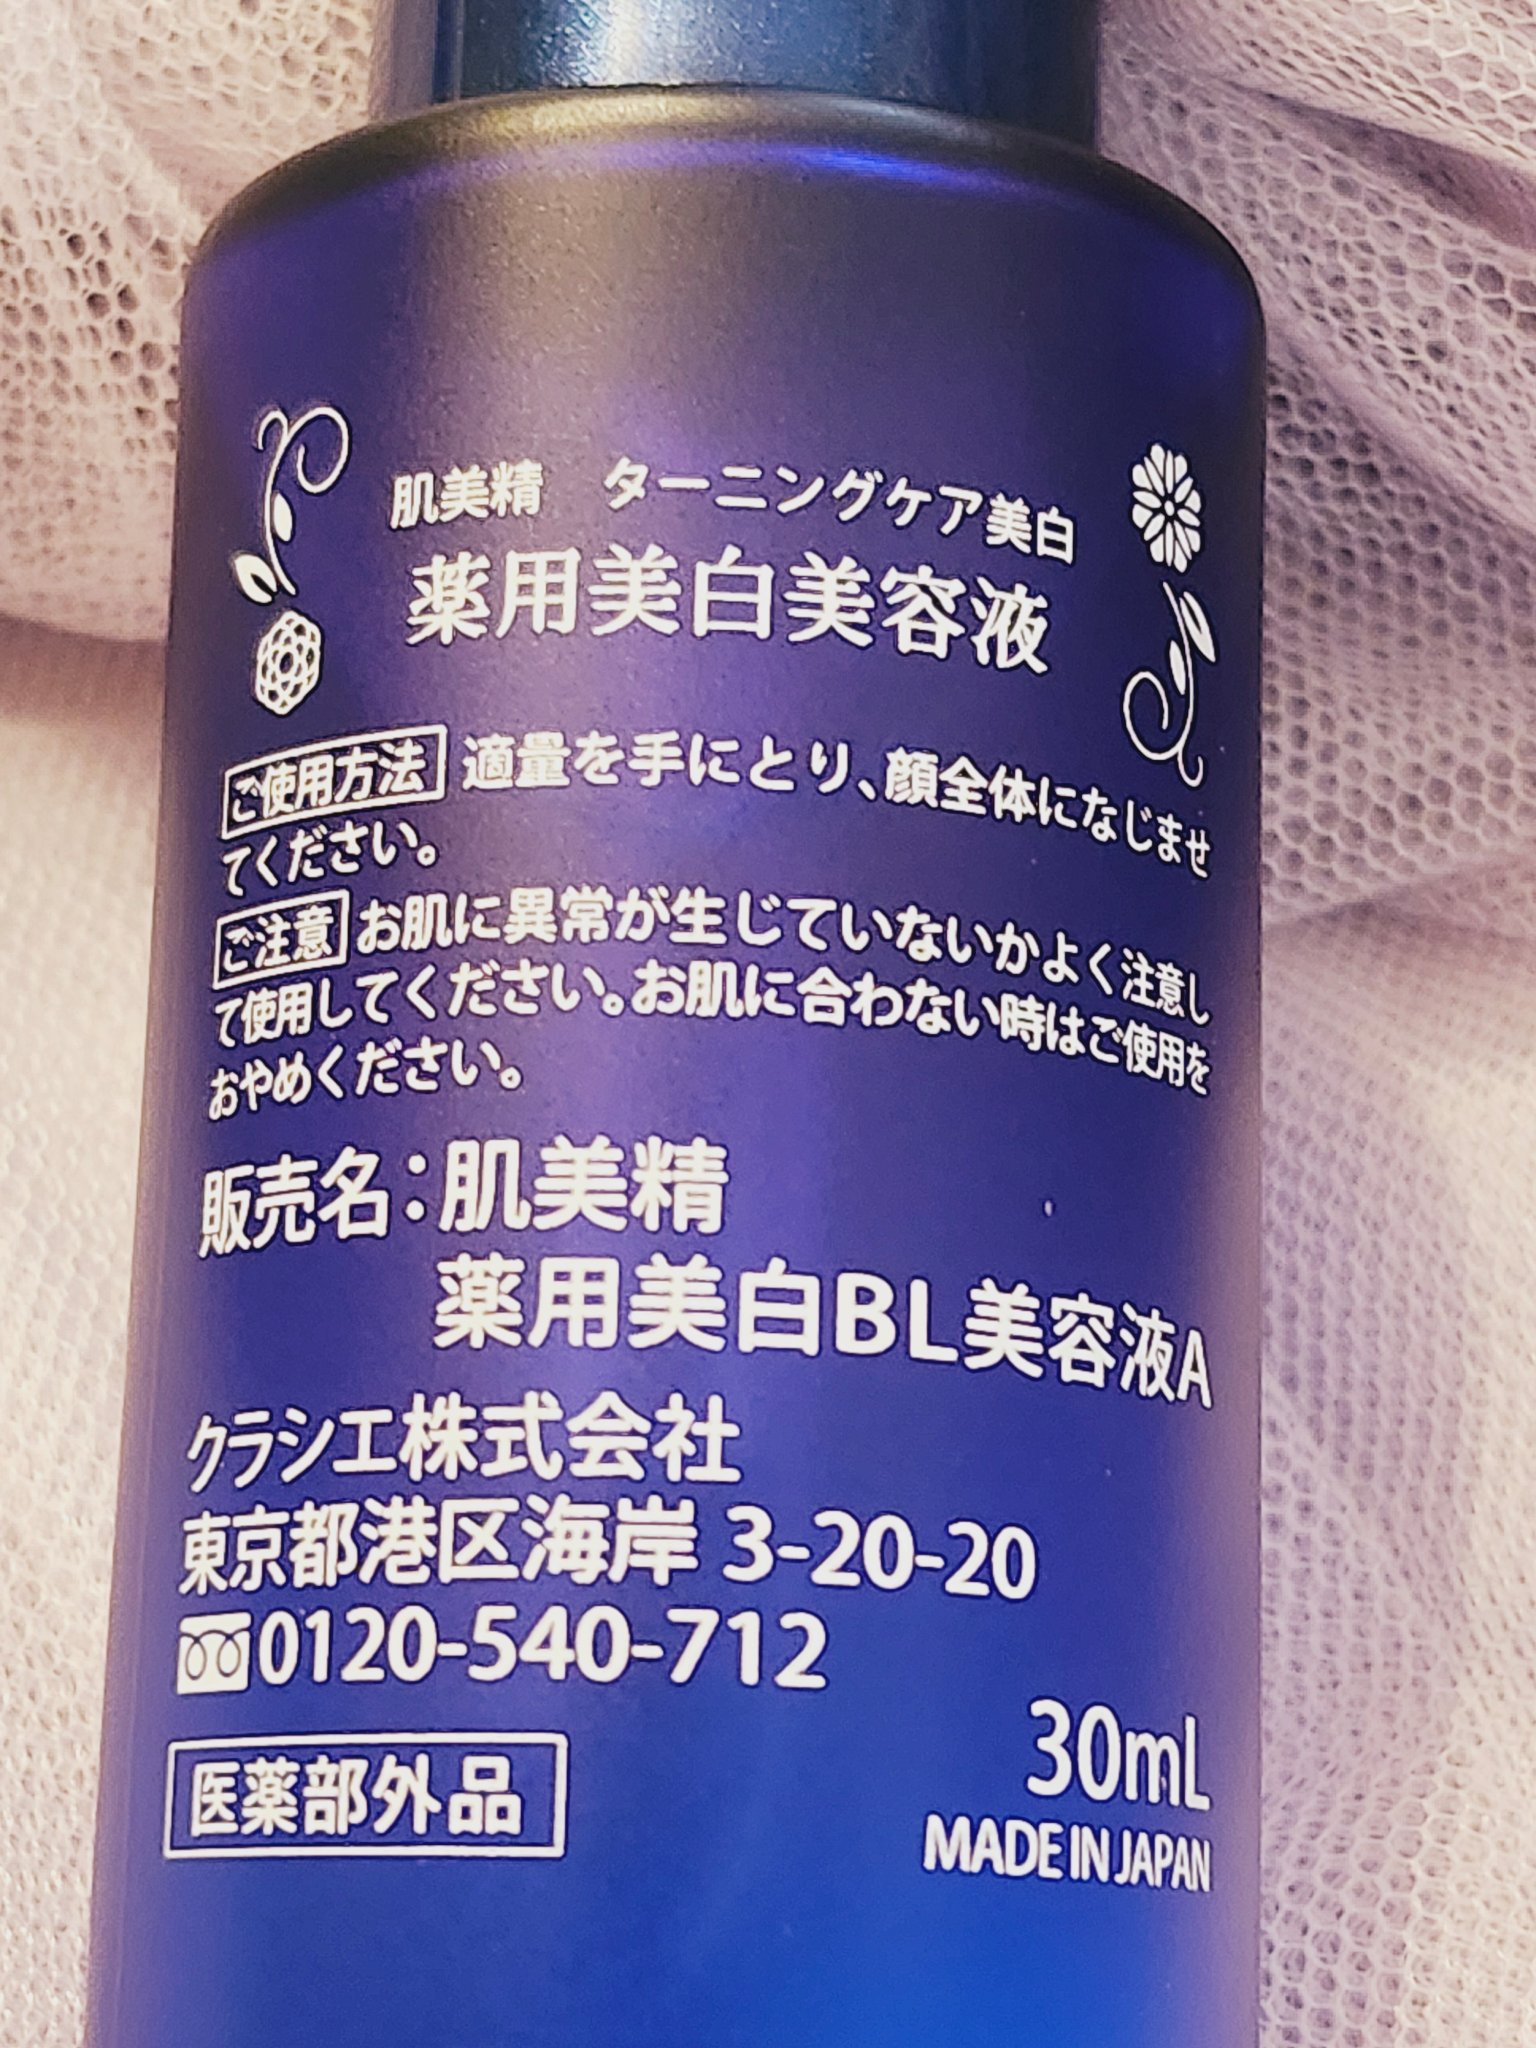 肌美精　ターニングケア美白
薬用美白美容液
ご使用方法 適量を手にとり、顔全体になじませ
てください。
ご注意 お肌に異常が生じていないかよく注意し
て使用してください。お肌に合わない時はご使用を
おやめください。
販売名：肌美精
薬用美白BL美容液A
クラシエ株式会社
東京都港区海岸 3-20-20
0120-540-712
30mL
医薬部外品
MADE IN JAPAN